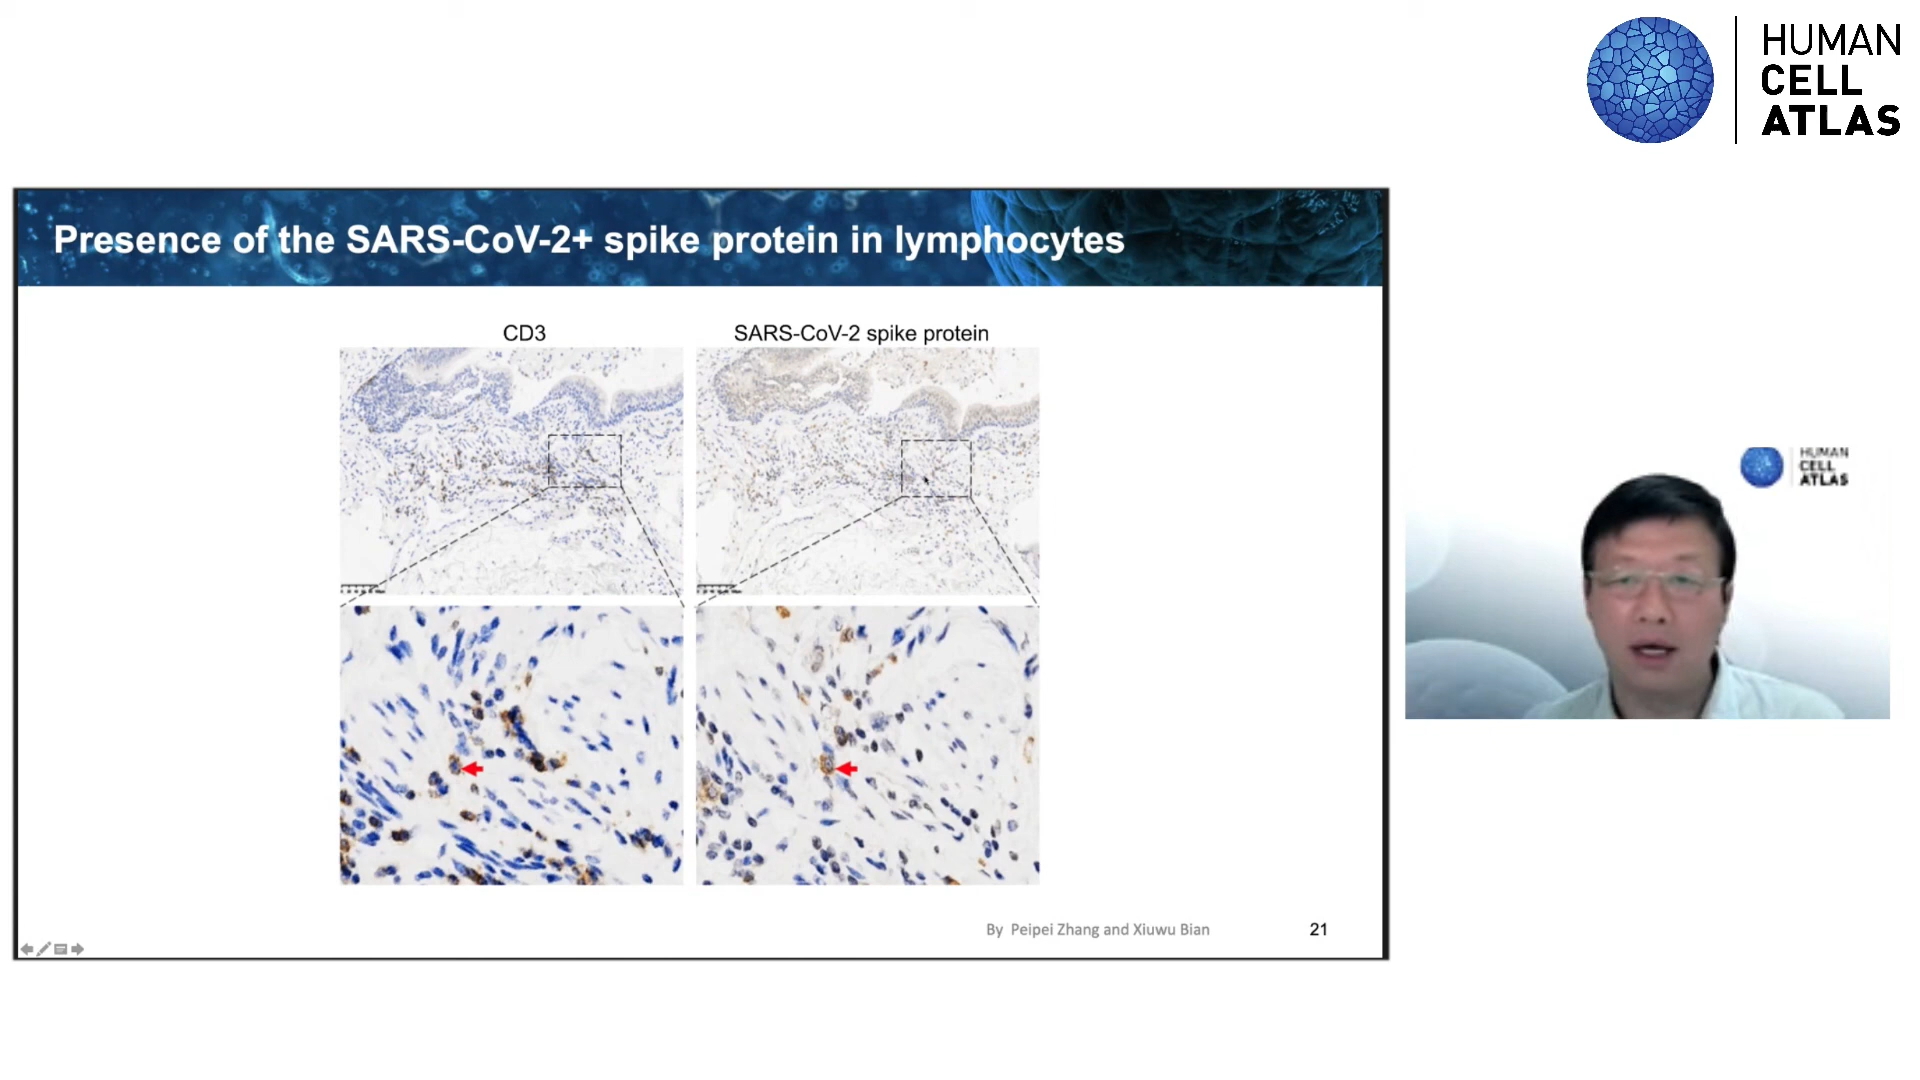 HUMAN
CELL
ATLAS
Presence of the SARS-CoV-2+ spike protein in lymphocytes
CD3
SARS-CoV-2 spike protein
By Peipei Zhang and Xiuwu Bian
21
HUMAN
CELL
ATLAS